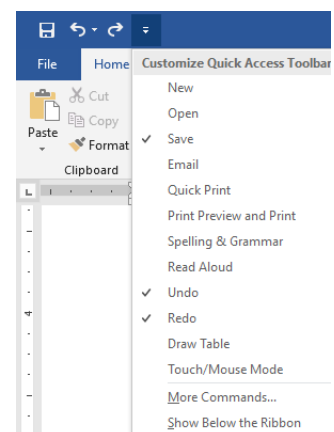 File Home Customize Quick Access Toolbar
New
Cut
Open
Copy
Paste
Save
Format
Email
Clipboard
Quick Print
L
Print Preview and Print
Spelling & Grammar
Read Aloud
Undo
Redo
4
Draw Table
Touch/Mouse Mode
More Commands...
Show Below the Ribbon